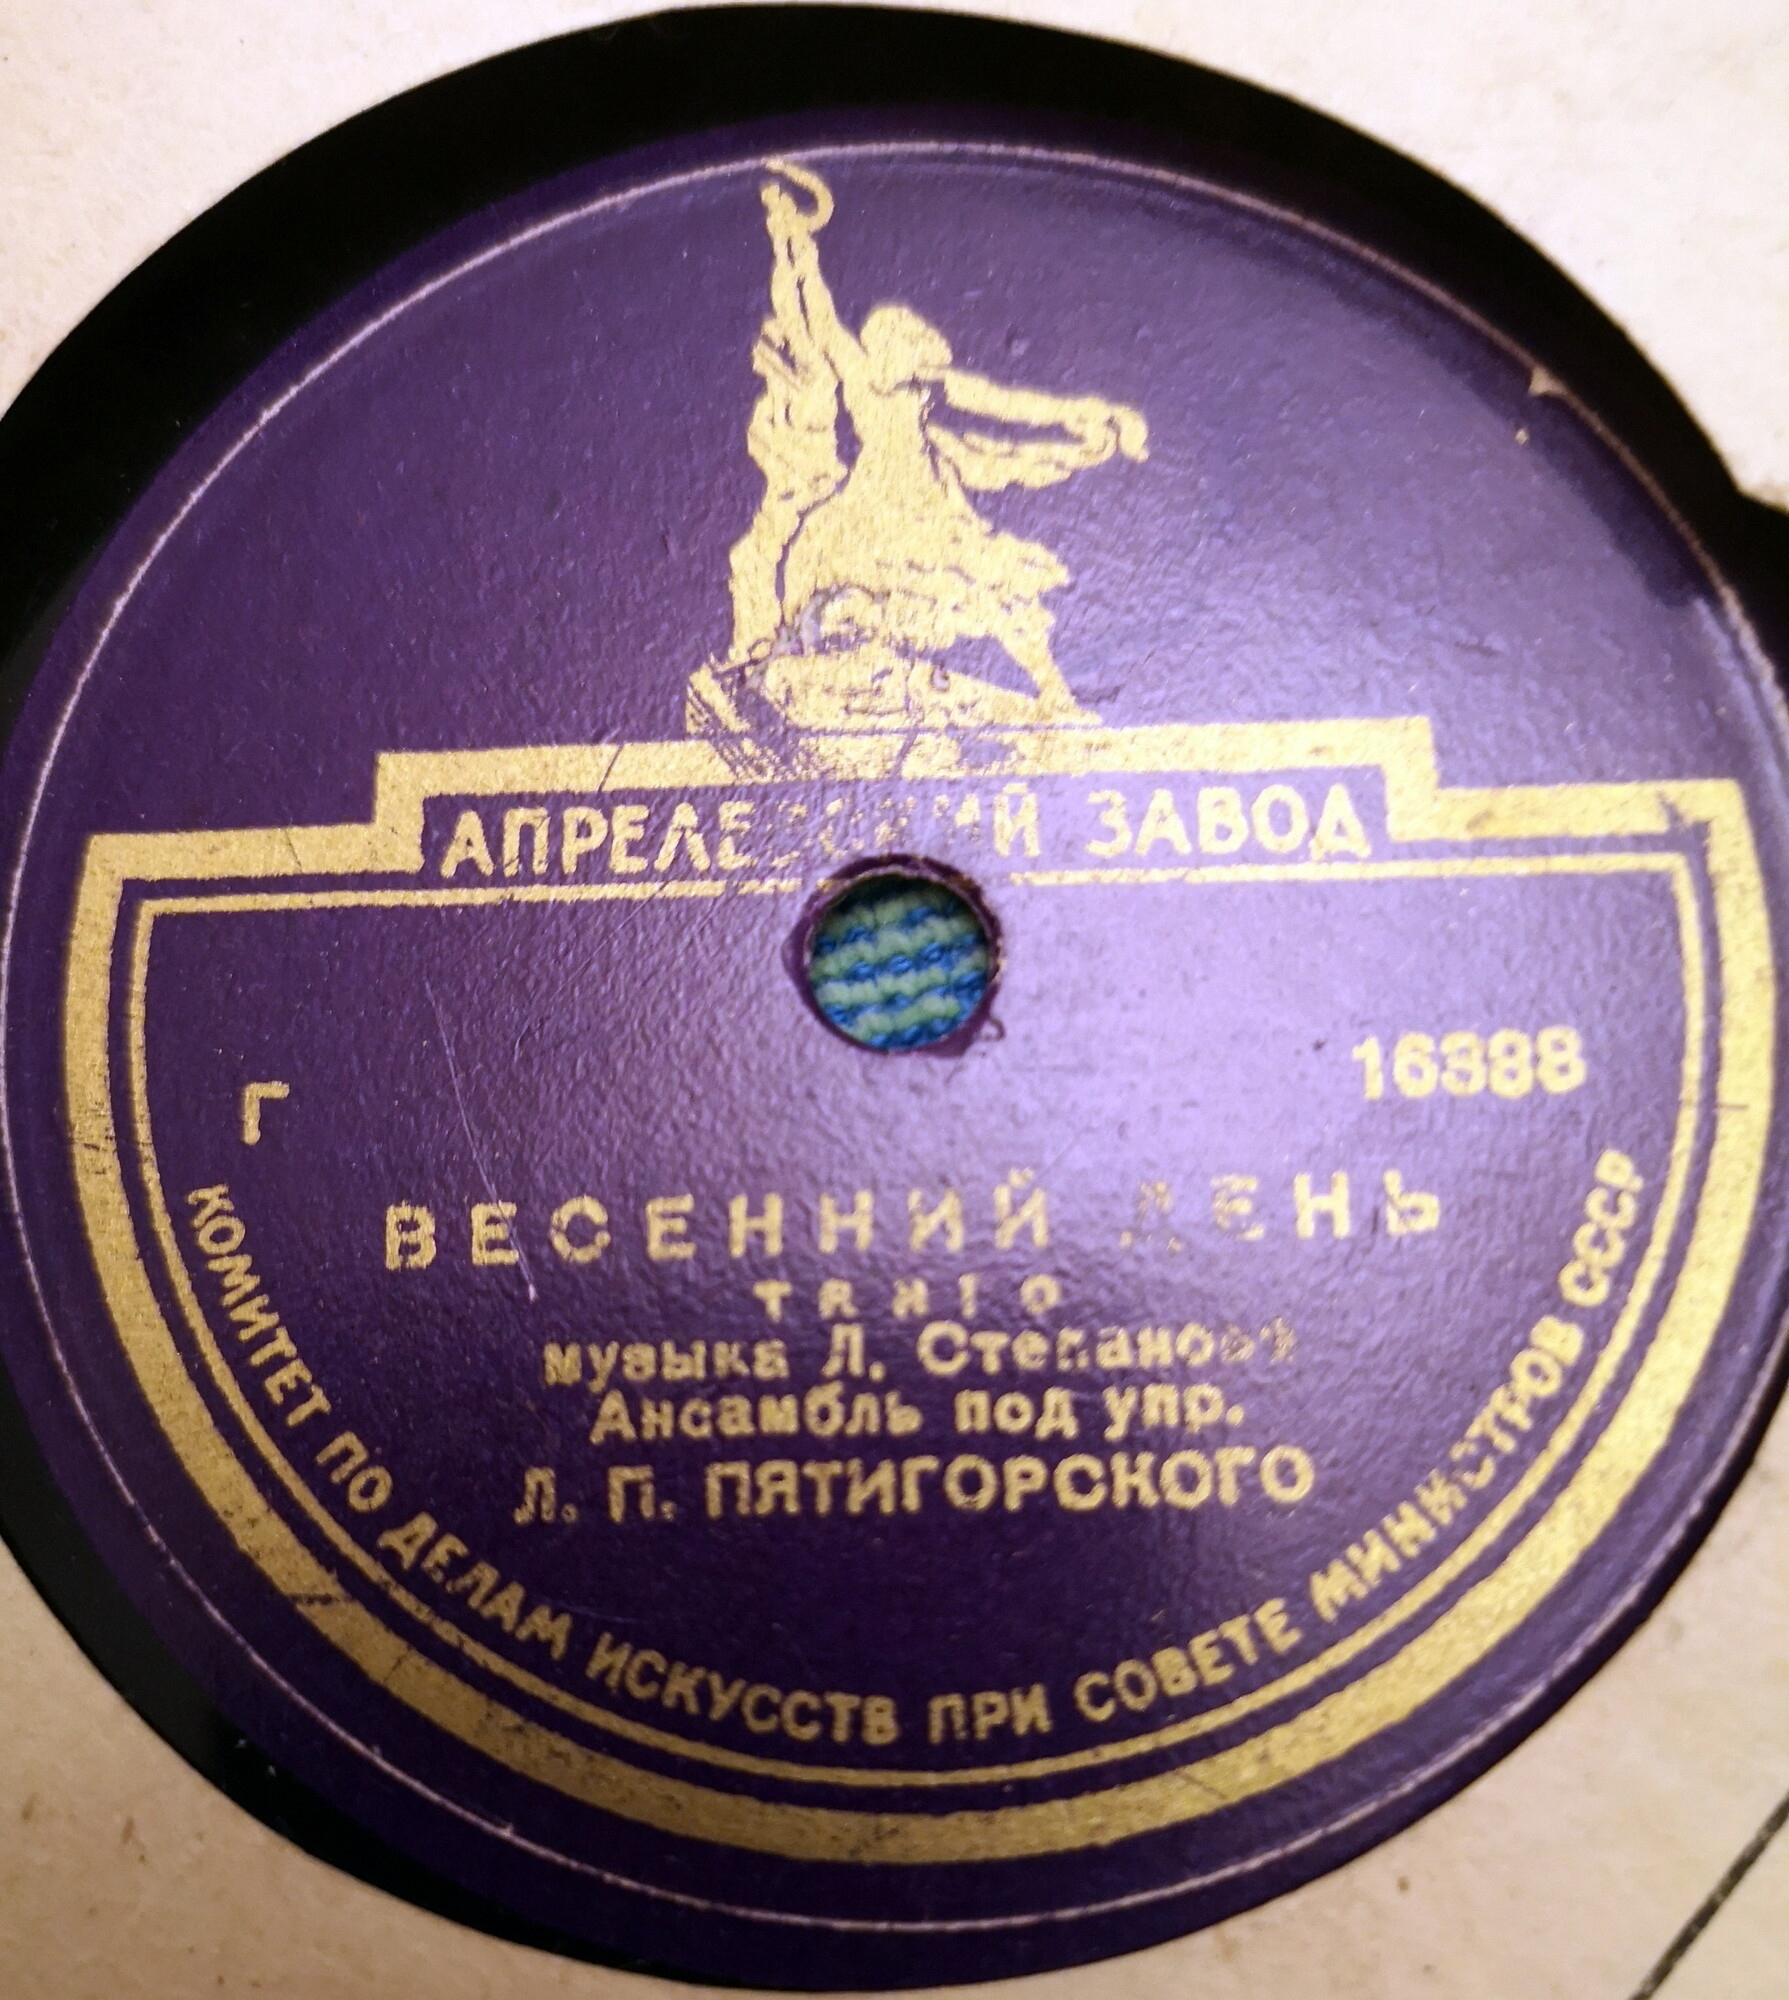 АПРЕЛЕВСКИЙ ЗАВОД
Г
ВЕСЕННИЙ ДЕНЬ
танго
музыка Л. Степанова
Ансамбль под упр.
Л. П. ПЯТИГОРСКОГО
КОМИТЕТ ПО ДЕЛАМ ИСКУССТВ ПРИ СОВЕТЕ МИНИСТРОВ СССР